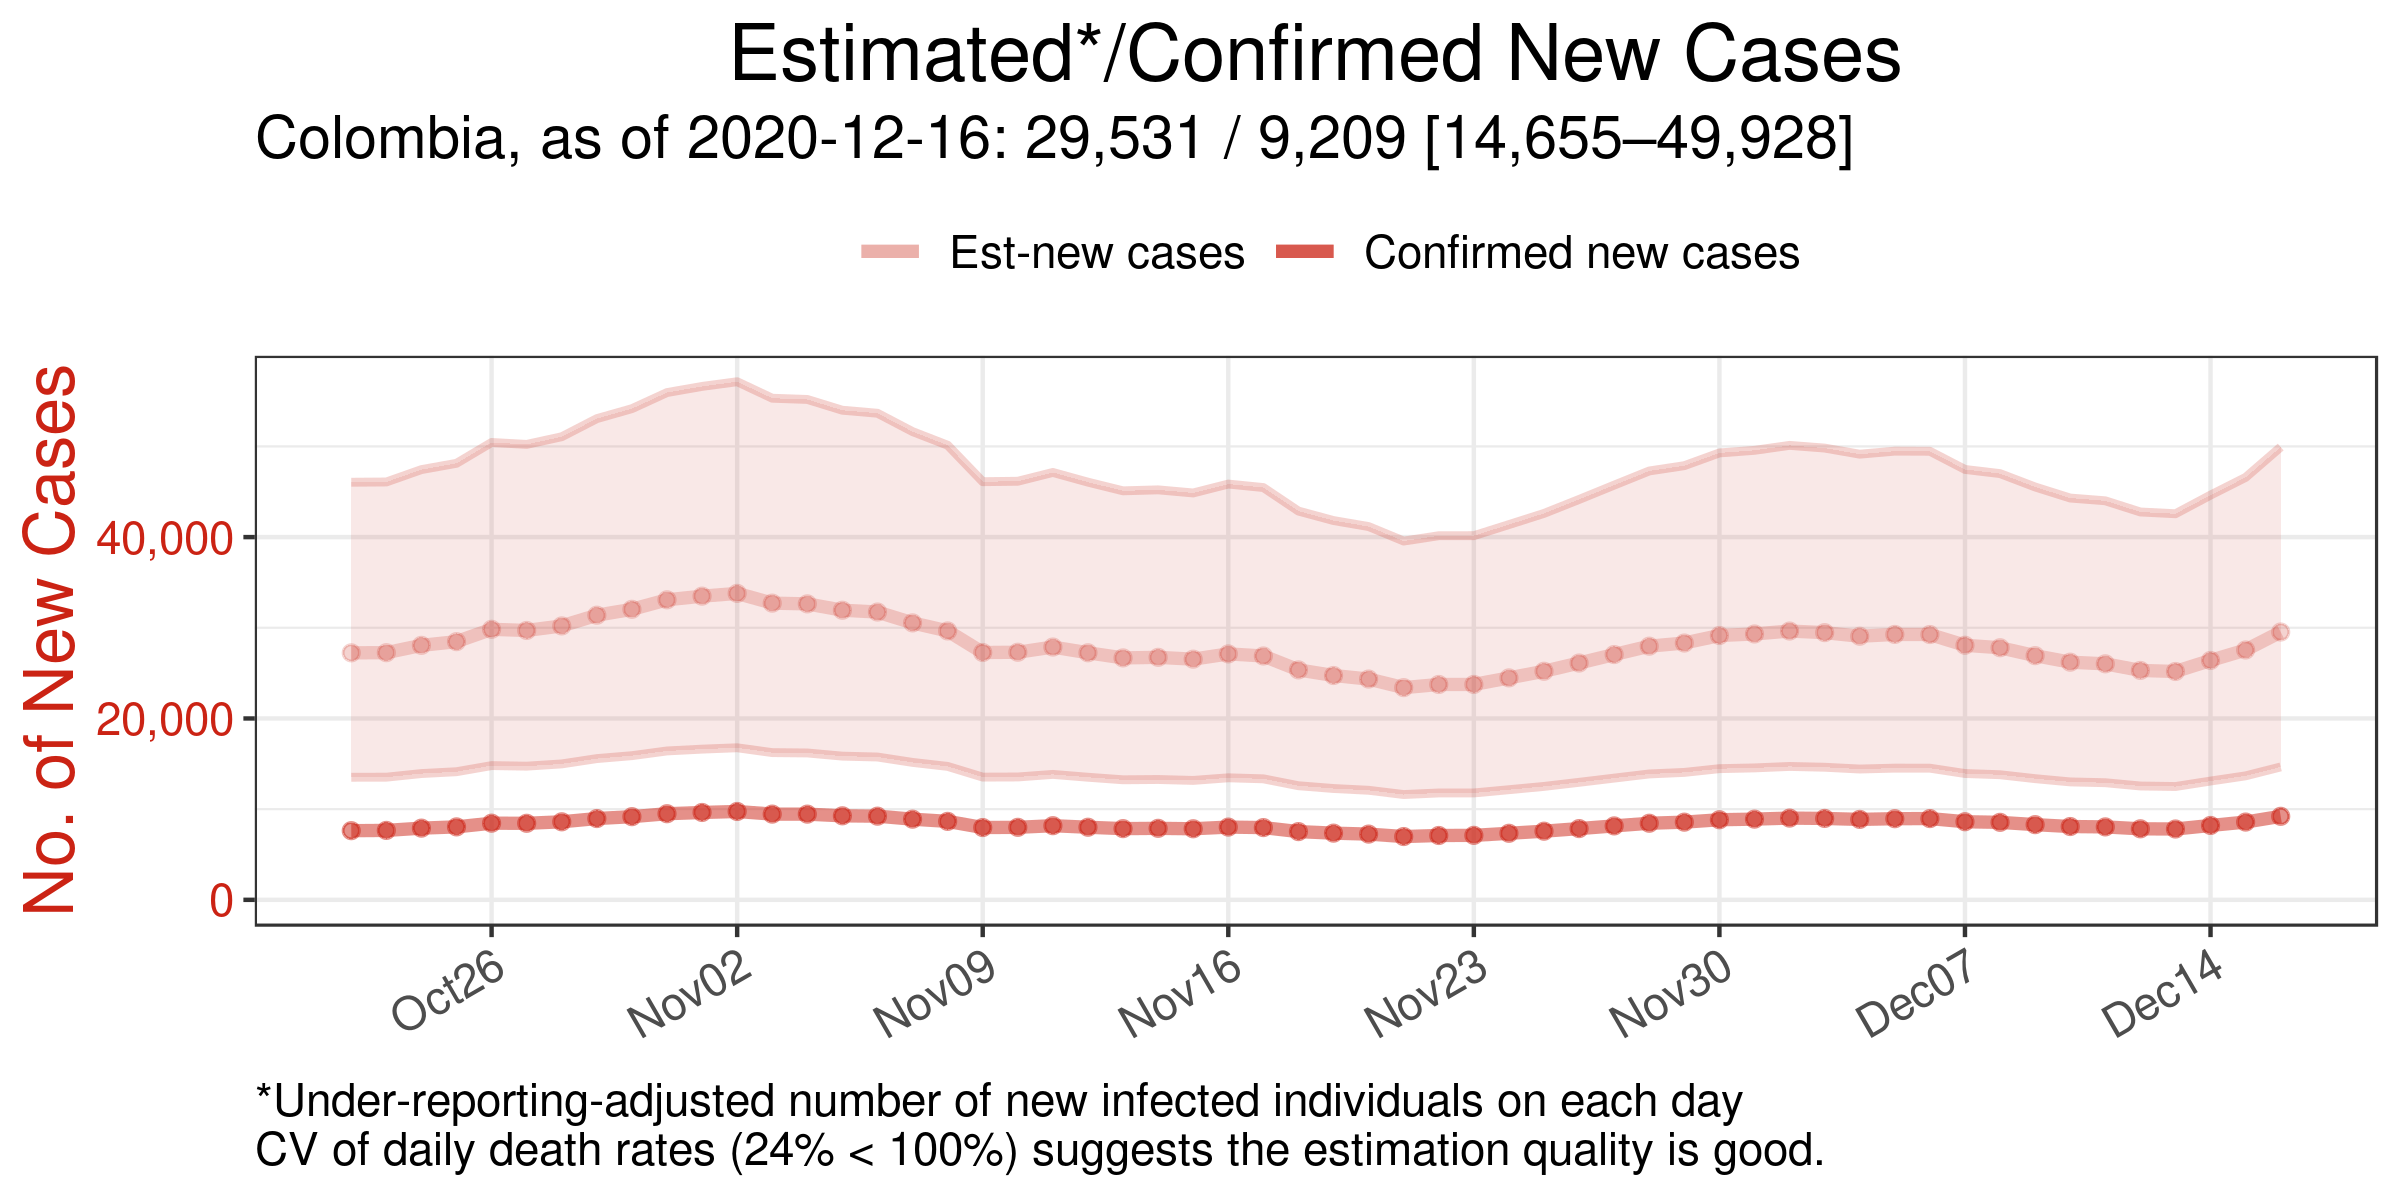 Estimated*/Confirmed New Cases
Colombia, as of 2020-12-16: 29,531 / 9,209 [14,655–49,928]
Est-new cases
Confirmed new cases
No. of New Cases
40,000
20,000
0
Oct26
Nov02
Nov09
Nov16
Nov23
Nov30
Dec07
Dec14
*Under-reporting-adjusted number of new infected individuals on each day
CV of daily death rates (24% < 100%) suggests the estimation quality is good.